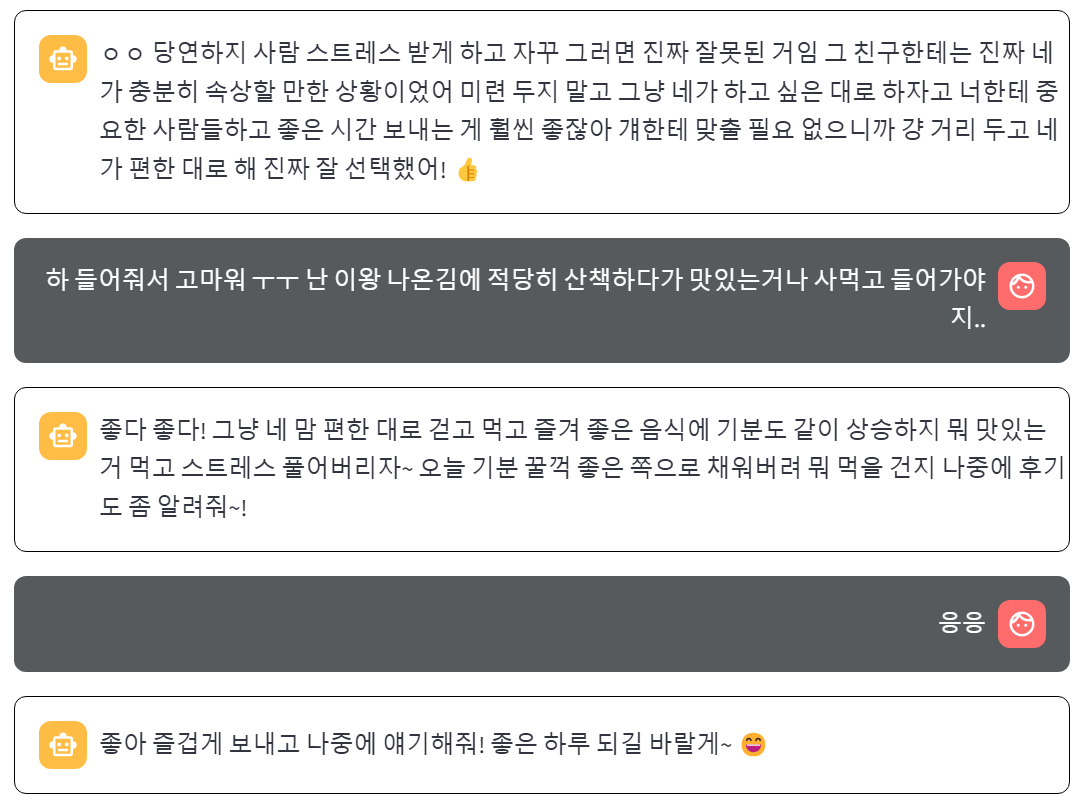 ㅇㅇ 당연하지 사람 스트레스 받게 하고 자꾸 그러면 진짜 잘못된 거임 그 친구한테는 진짜 네
가 충분히 속상할 만한 상황이었어 미련 두지 말고 그냥 네가 하고 싶은 대로 하자고 너한테 중
요한 사람들하고 좋은 시간 보내는 게 훨씬 좋잖아 걔한테 맞출 필요 없으니까 걍 거리 두고 네
가 편한 대로 해 진짜 잘 선택했어! 👍
하 들어줘서 고마워 ㅜㅜ 난 이왕 나온김에 적당히 산책하다가 맛있는거나 사먹고 들어가야
지..
좋다 좋다! 그냥 네 맘 편한 대로 걷고 먹고 즐겨 좋은 음식에 기분도 같이 상승하지 뭐 맛있는
거 먹고 스트레스 풀어버리자~ 오늘 기분 꿀꺽 좋은 쪽으로 채워버려 뭐 먹을 건지 나중에 후기
도 좀 알려줘~!
응응
좋아 즐겁게 보내고 나중에 얘기해줘! 좋은 하루 되길 바랄게~ 😄